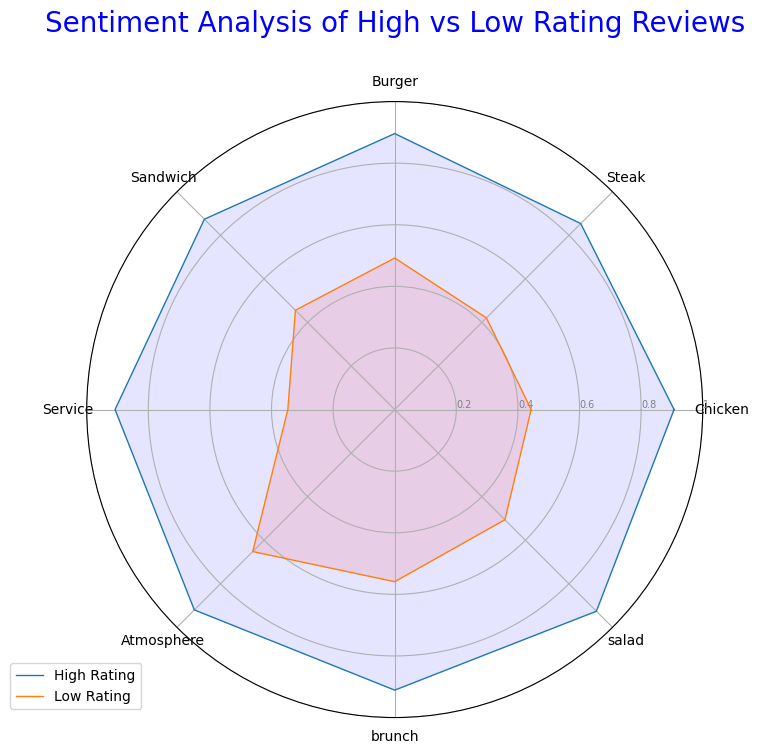 Sentiment Analysis of High vs Low Rating Reviews
Burger
Sandwich
Steak
Service
0.2
0.4
0.6
0.8
Chicken
Atmosphere
salad
High Rating
Low Rating
brunch